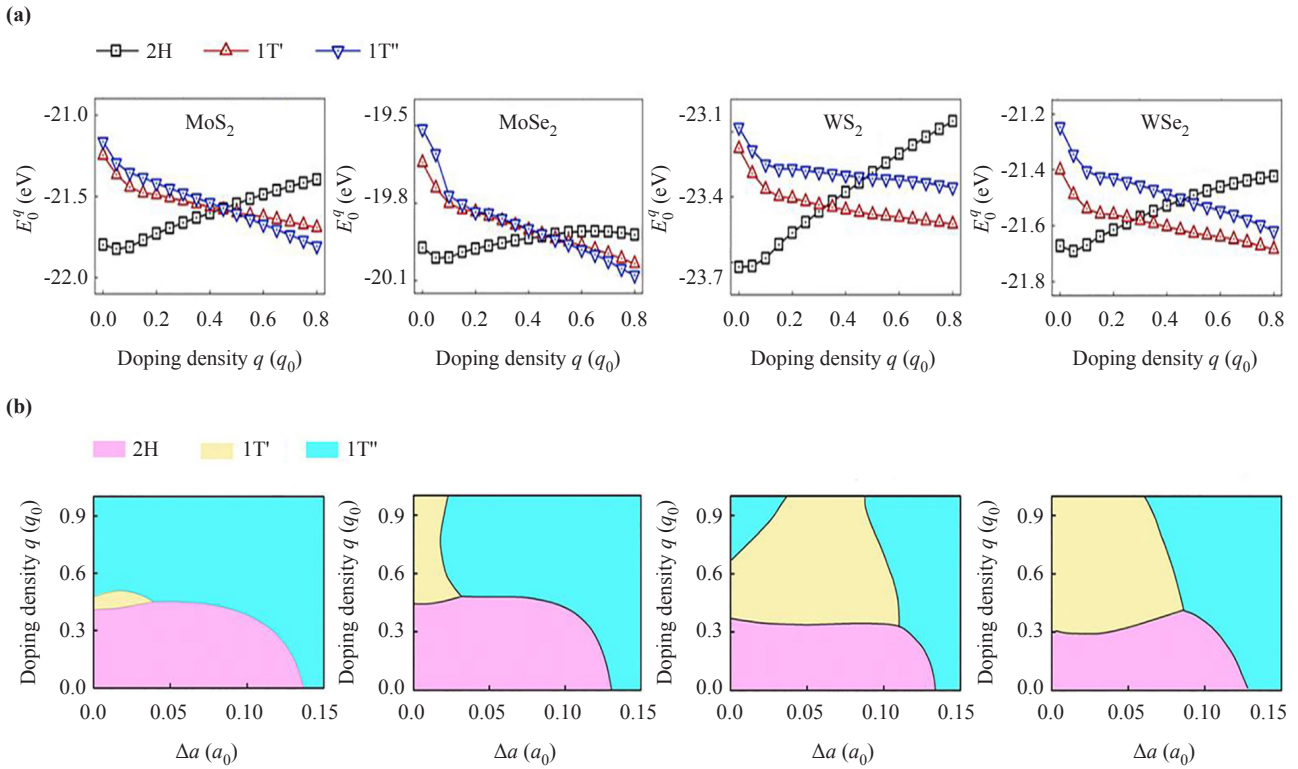 (a)
2H 1T' 1T"
MoS2 MoSe2 WS2 WSe2
-21.0 -21.5 -22.0
-19.5 -19.8 -20.1
-23.1 -23.4 -23.7
-21.2 -21.4 -21.6 -21.8
E0^q (eV) E0^q (eV) E0^q (eV) E0^q (eV)
0.0 0.2 0.4 0.6 0.8 0.0 0.2 0.4 0.6 0.8 0.0 0.2 0.4 0.6 0.8 0.0 0.2 0.4 0.6 0.8
Doping density q (q0) Doping density q (q0) Doping density q (q0) Doping density q (q0)
(b)
2H 1T' 1T"
Doping density q (q0) Doping density q (q0) Doping density q (q0) Doping density q (q0)
0.9 0.9 0.9 0.9
0.6 0.6 0.6 0.6
0.3 0.3 0.3 0.3
0.0 0.0 0.0 0.0
0.0 0.05 0.10 0.15 0.0 0.05 0.10 0.15 0.0 0.05 0.10 0.15 0.0 0.05 0.10 0.15
Δa (a0) Δa (a0) Δa (a0) Δa (a0)